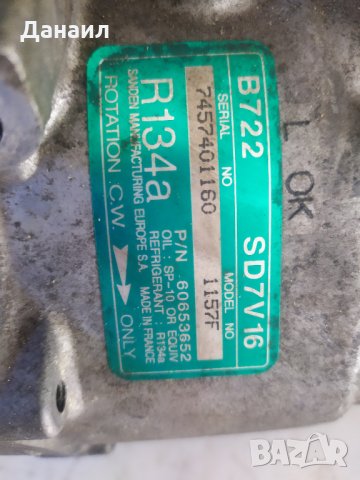 Данаил
B722 SD7V16
SERIAL NO MODEL NO
7457401160 1157F
R134a
P/N 60653652
OIL : SP-10 OR EQUIV
REFRIGERANT : R134a
SANDEN MANUFACTURING EUROPE S.A MADE IN FRANCE
ROTATION C.W. ONLY
L OK
BAZAR